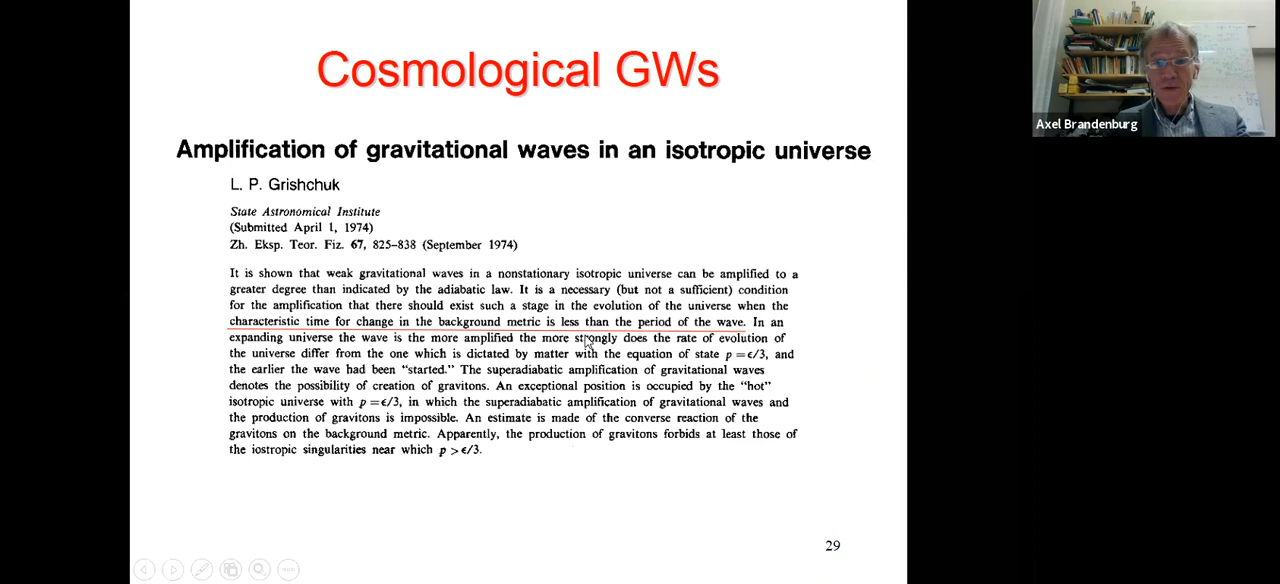 Cosmological GWs
Axel Brandenburg
Amplification of gravitational waves in an isotropic universe
L. P. Grishchuk
State Astronomical Institute
(Submitted April 1, 1974)
Zh. Eksp. Teor. Fiz. 67, 825–838 (September 1974)
It is shown that weak gravitational waves in a nonstationary isotropic universe can be amplified to a
greater degree than indicated by the adiabatic law. It is a necessary (but not a sufficient) condition
for the amplification that there should exist such a stage in the evolution of the universe when the
characteristic time for change in the background metric is less than the period of the wave. In an
expanding universe the wave is the more amplified the more strongly does the rate of evolution of
the universe differ from the one which is dictated by matter with the equation of state p = ϵ/3, and
the earlier the wave had been “started.” The superadiabatic amplification of gravitational waves
denotes the possibility of creation of gravitons. An exceptional position is occupied by the “hot”
isotropic universe with p = ϵ/3, in which the superadiabatic amplification of gravitational waves and
the production of gravitons is impossible. An estimate is made of the converse reaction of the
gravitons on the background metric. Apparently, the production of gravitons forbids at least those of
the iostropic singularities near which p > ϵ/3.
29